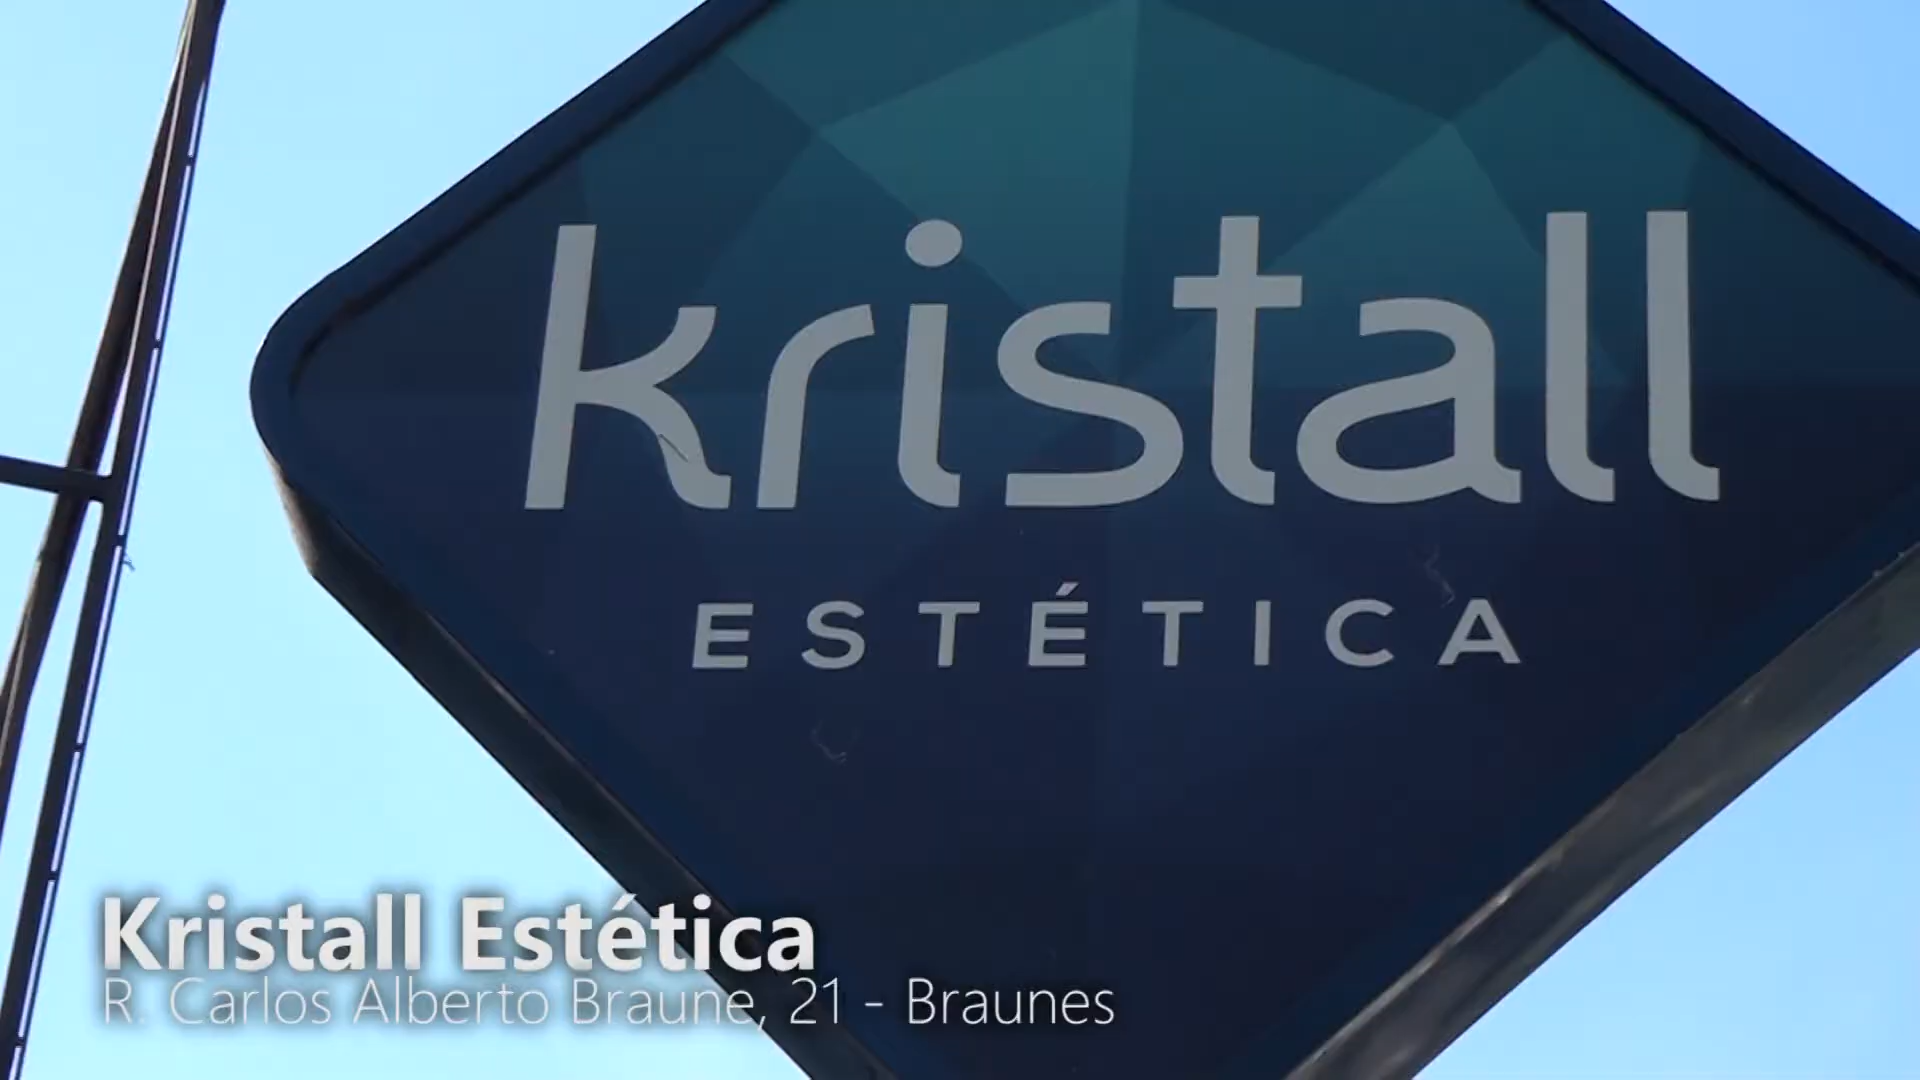 kristall
ESTÉTICA
Kristall Estética
R. Carlos Alberto Braune, 21 - Braunes